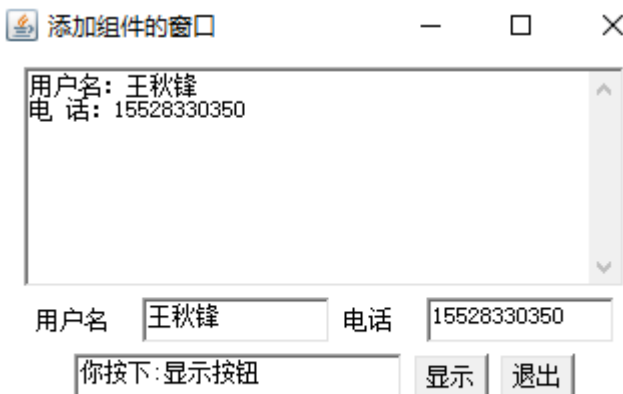 添加组件的窗口
用户名：王秋锋
电 话：15528330350
用户名 王秋锋 电话 15528330350
你按下:显示按钮 显示 退出